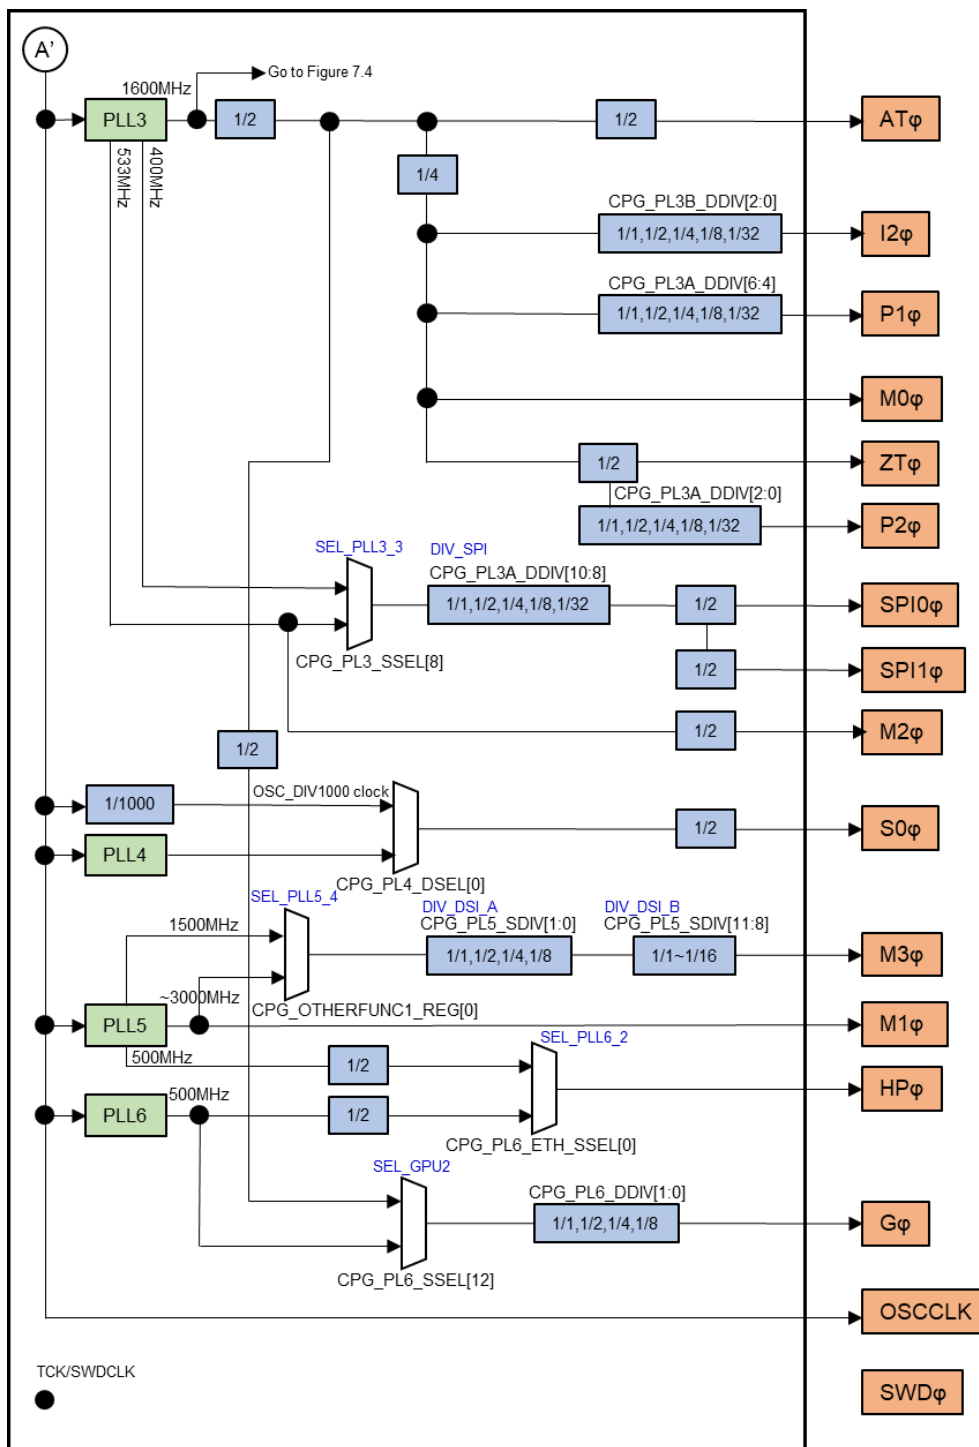 A'
Go to Figure 7.4
1600MHz
PLL3
1/2
1/2
ATφ
533MHz
400MHz
1/4
CPG_PL3B_DDIV[2:0]
1/1,1/2,1/4,1/8,1/32
I2φ
CPG_PL3A_DDIV[6:4]
1/1,1/2,1/4,1/8,1/32
P1φ
M0φ
1/2
ZTφ
CPG_PL3A_DDIV[2:0]
1/1,1/2,1/4,1/8,1/32
P2φ
SEL_PLL3_3
DIV_SPI
CPG_PL3A_DDIV[10:8]
1/1,1/2,1/4,1/8,1/32
1/2
SPI0φ
CPG_PL3_SSEL[8]
1/2
SPI1φ
1/2
M2φ
1/2
OSC_DIV1000 clock
1/1000
1/2
S0φ
PLL4
CPG_PL4_DSEL[0]
SEL_PLL5_4
DIV_DSI_A
DIV_DSI_B
CPG_PL5_SDIV[1:0]
CPG_PL5_SDIV[11:8]
1500MHz
1/1,1/2,1/4,1/8
1/1~1/16
M3φ
~3000MHz
CPG_OTHERFUNC1_REG[0]
PLL5
M1φ
500MHz
SEL_PLL6_2
1/2
HPφ
500MHz
PLL6
1/2
CPG_PL6_ETH_SSEL[0]
SEL_GPU2
CPG_PL6_DDIV[1:0]
1/1,1/2,1/4,1/8
Gφ
CPG_PL6_SSEL[12]
OSCCLK
TCK/SWDCLK
SWDφ